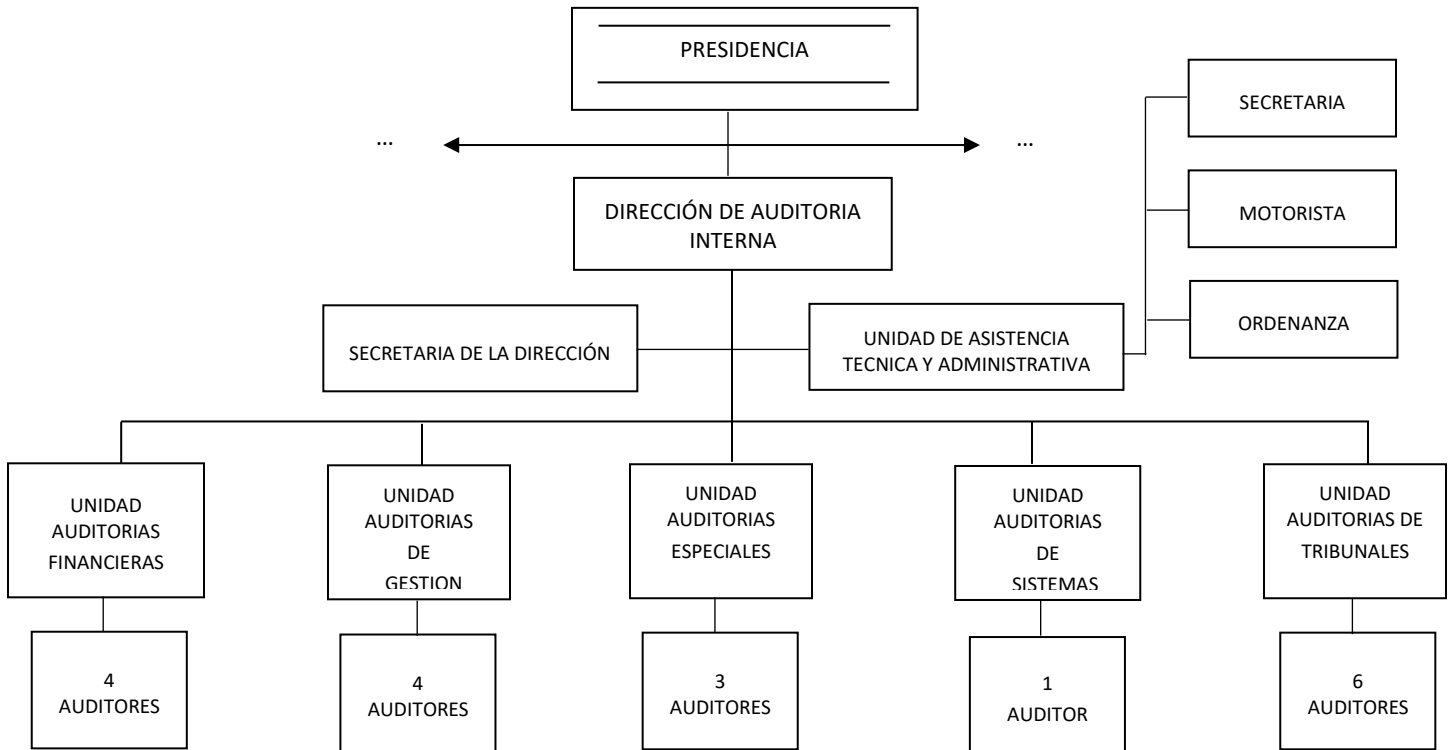 PRESIDENCIA
SECRETARIA
...
...
MOTORISTA
DIRECCIÓN DE AUDITORIA
INTERNA
ORDENANZA
SECRETARIA DE LA DIRECCIÓN
UNIDAD DE ASISTENCIA
TECNICA Y ADMINISTRATIVA
UNIDAD
AUDITORIAS
FINANCIERAS
UNIDAD
AUDITORIAS
DE
GESTION
UNIDAD
AUDITORIAS
ESPECIALES
UNIDAD
AUDITORIAS
DE
SISTEMAS
UNIDAD
AUDITORIAS DE
TRIBUNALES
4
AUDITORES
4
AUDITORES
3
AUDITORES
1
AUDITOR
6
AUDITORES